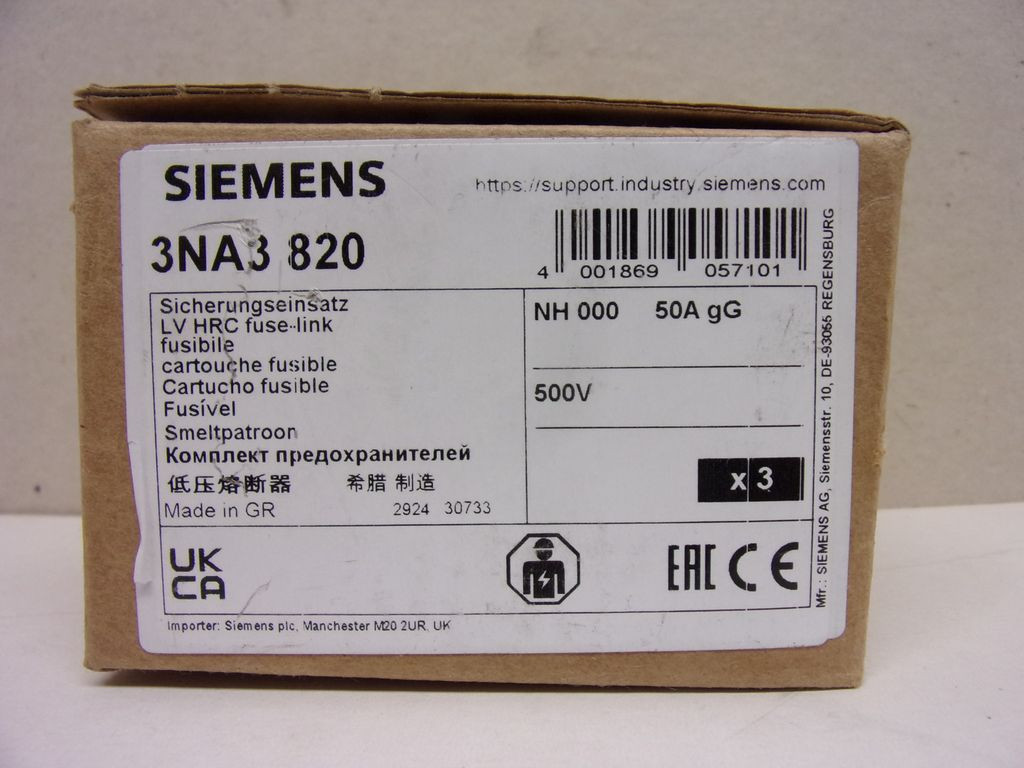 SIEMENS
https://support.industry.siemens.com
3NA3 820
4 001869 057101
Sicherungseinsatz
LV HRC fuse-link
fusibile
cartouche fusible
Cartucho fusible
Fusível
Smeltpatroon
Комплект предохранителей
低压熔断器 希腊 制造
Made in GR 2924 30733
NH 000 50A gG
500V
x 3
UK
CA
EAC CE
Importer: Siemens plc, Manchester M20 2UR, UK
Mfr.: SIEMENS AG, Siemensstr. 10, DE-93055 REGENSBURG